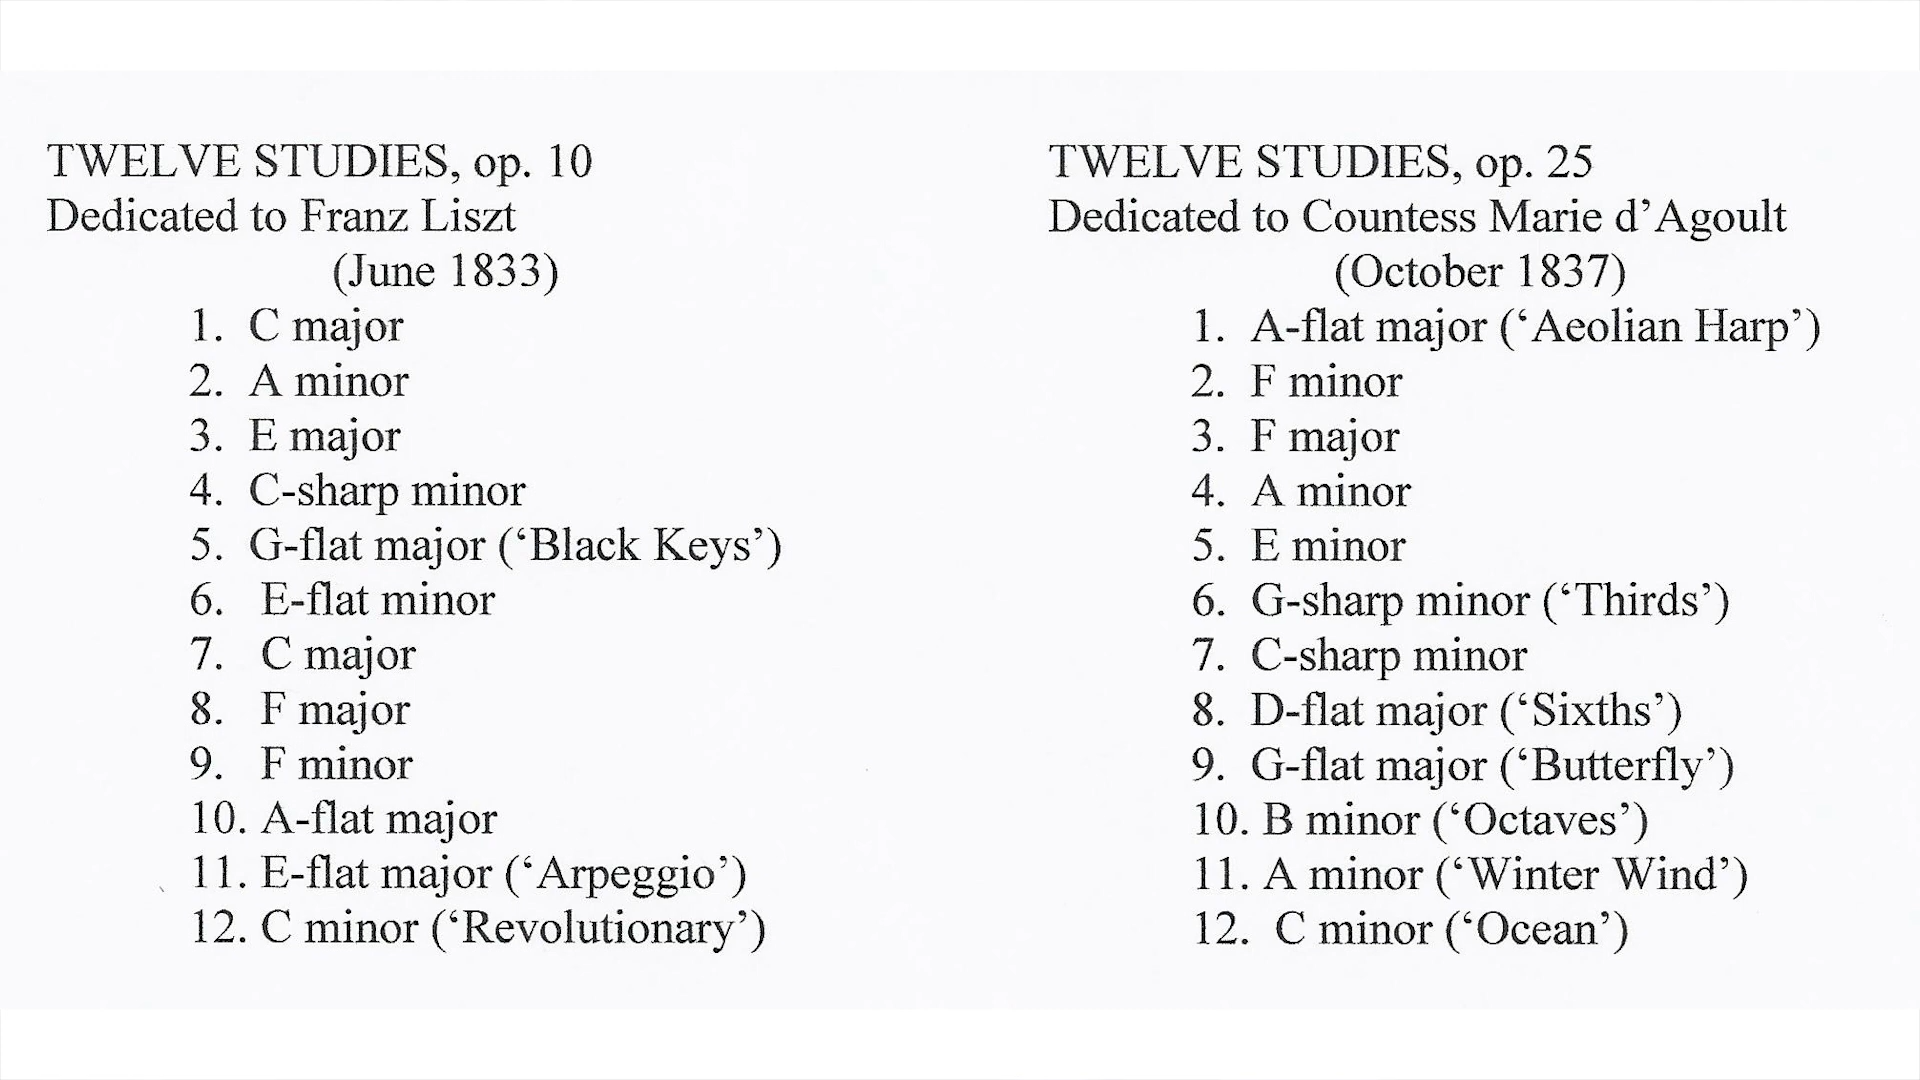 TWELVE STUDIES, op. 10
Dedicated to Franz Liszt
(June 1833)
1. C major
2. A minor
3. E major
4. C-sharp minor
5. G-flat major (‘Black Keys’)
6. E-flat minor
7. C major
8. F major
9. F minor
10. A-flat major
11. E-flat major (‘Arpeggio’)
12. C minor (‘Revolutionary’)
TWELVE STUDIES, op. 25
Dedicated to Countess Marie d’Agoult
(October 1837)
1. A-flat major (‘Aeolian Harp’)
2. F minor
3. F major
4. A minor
5. E minor
6. G-sharp minor (‘Thirds’)
7. C-sharp minor
8. D-flat major (‘Sixths’)
9. G-flat major (‘Butterfly’)
10. B minor (‘Octaves’)
11. A minor (‘Winter Wind’)
12. C minor (‘Ocean’)